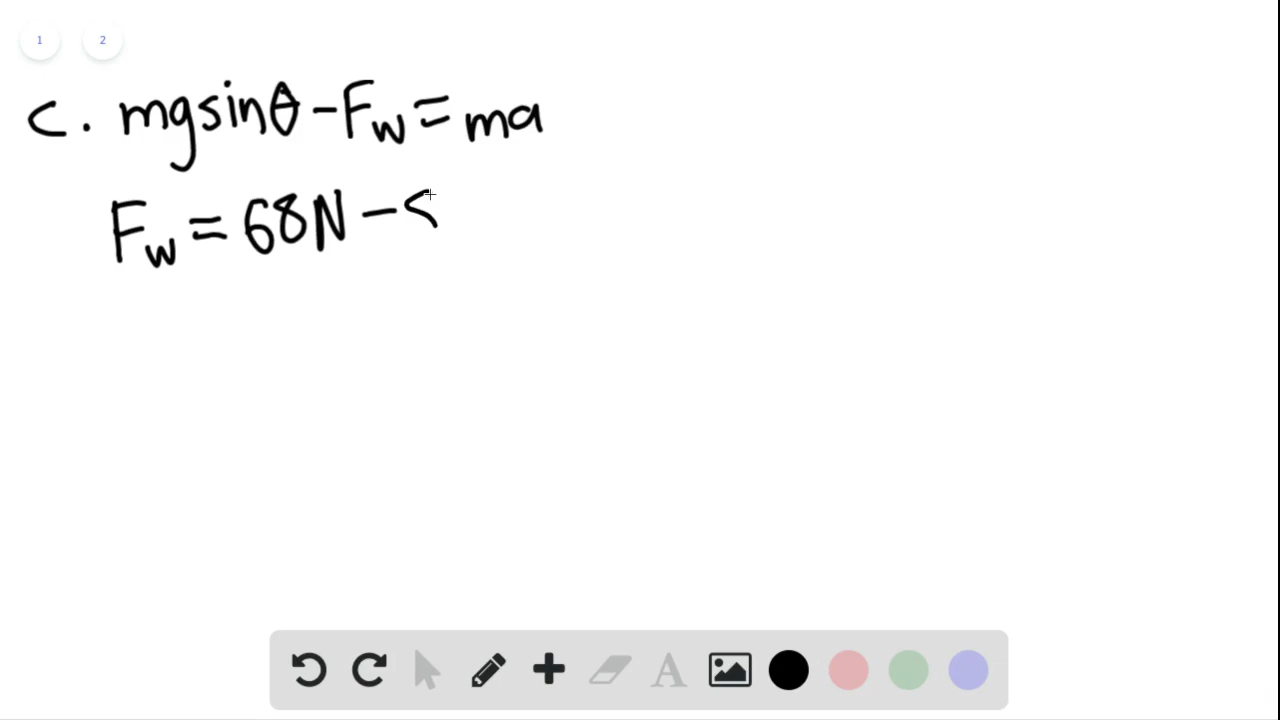 1 2
c. mgsinθ - Fw = ma
Fw = 68N -
A